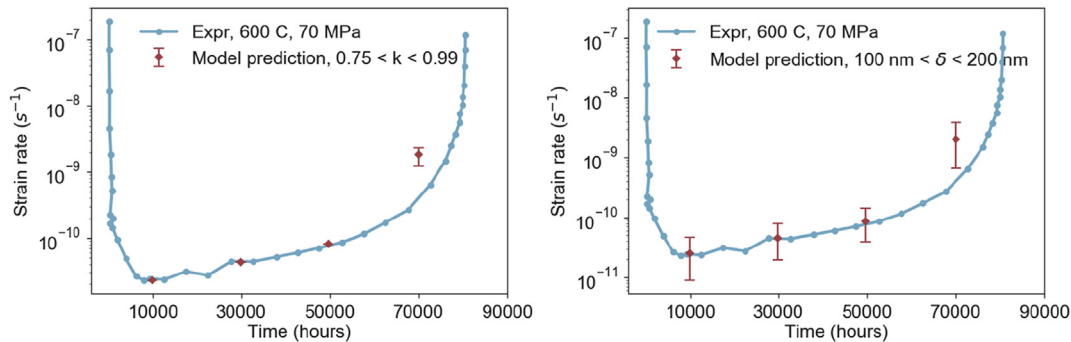 Expr, 600 C, 70 MPa
Model prediction, 0.75 < k < 0.99
10⁻⁷
10⁻⁸
10⁻⁹
10⁻¹⁰
Strain rate (s⁻¹)
10000 30000 50000 70000 90000
Time (hours)
Expr, 600 C, 70 MPa
Model prediction, 100 nm < δ < 200 nm
10⁻⁷
10⁻⁸
10⁻⁹
10⁻¹⁰
10⁻¹¹
Strain rate (s⁻¹)
10000 30000 50000 70000 90000
Time (hours)